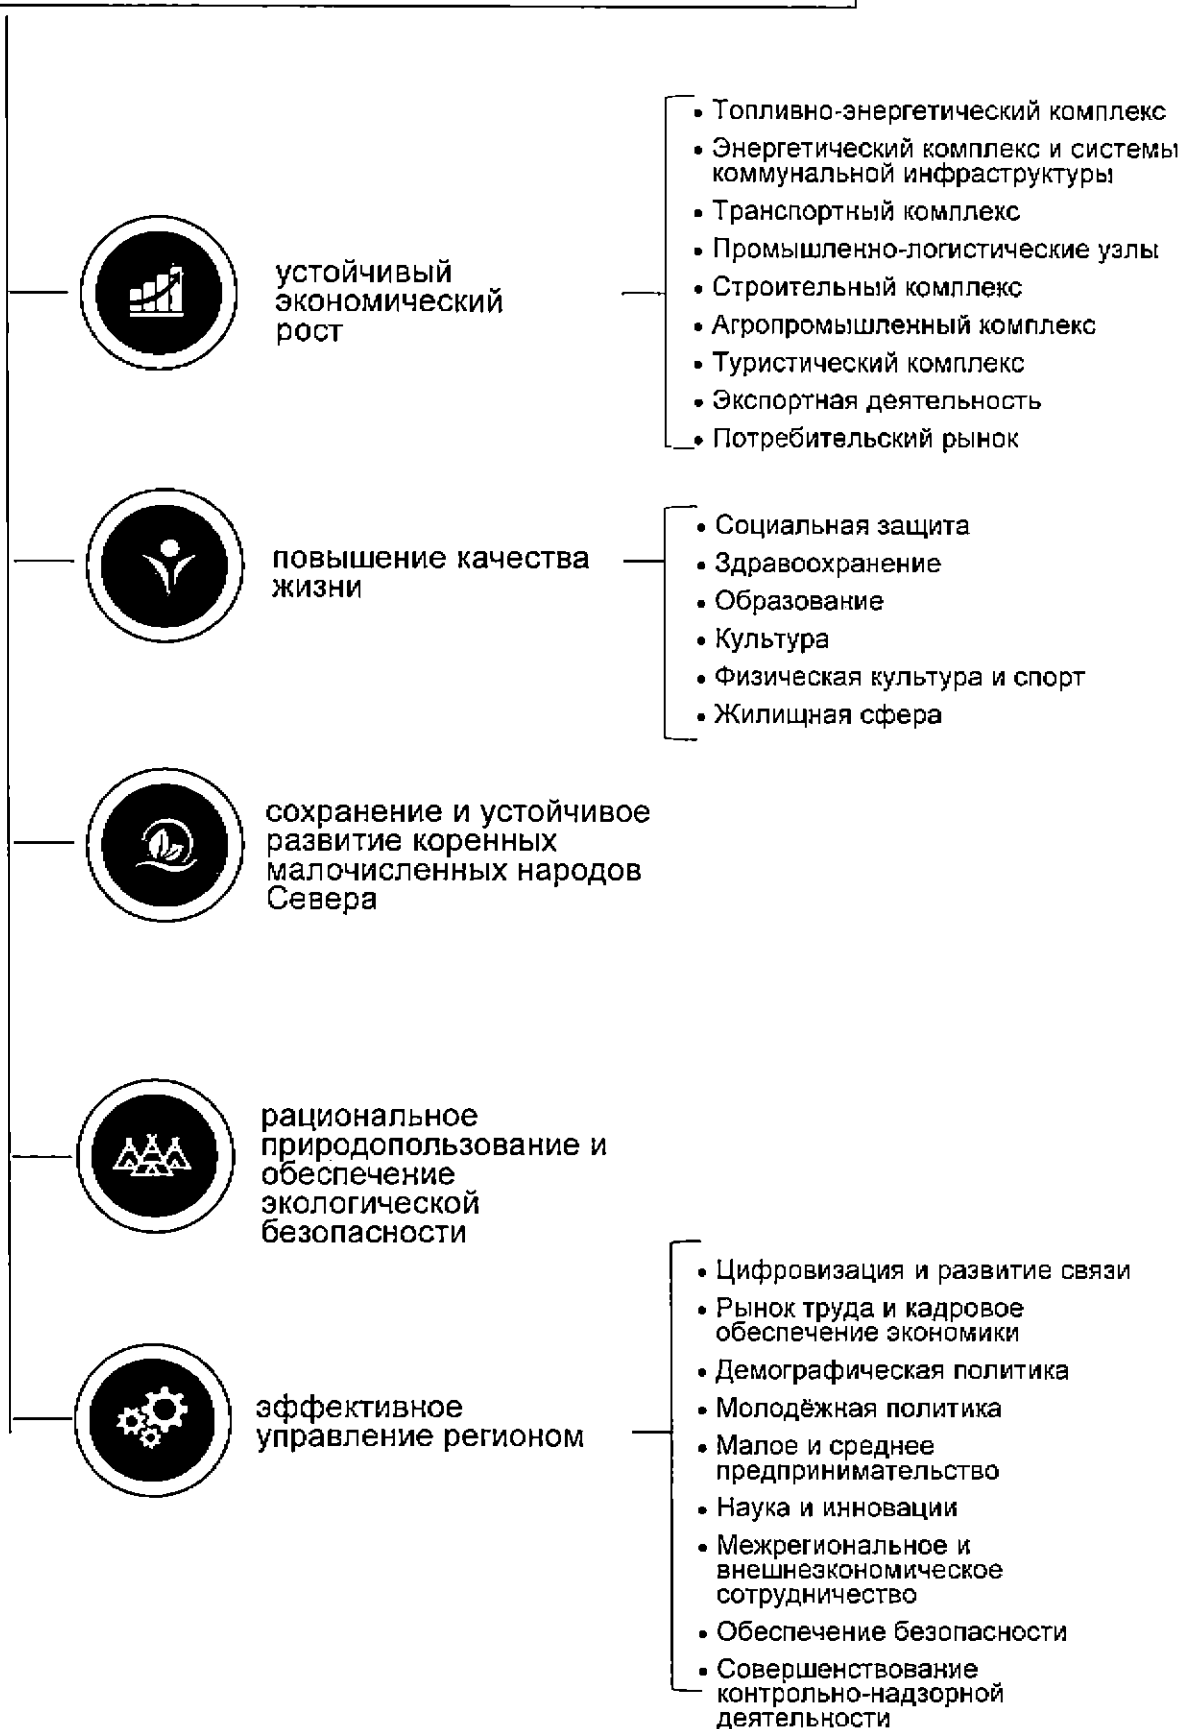 • Топливно-энергетический комплекс
• Энергетический комплекс и системы
коммунальной инфраструктуры
• Транспортный комплекс
• Промышленно-логистические узлы
устойчивый
экономический
рост
• Строительный комплекс
• Агропромышленный комплекс
• Туристический комплекс
• Экспортная деятельность
• Потребительский рынок
повышение качества
жизни
• Социальная защита
• Здравоохранение
• Образование
• Культура
• Физическая культура и спорт
• Жилищная сфера
сохранение и устойчивое
развитие коренных
малочисленных народов
Севера
рациональное
природопользование и
обеспечение
экологической
безопасности
эффективное
управление регионом
• Цифровизация и развитие связи
• Рынок труда и кадровое
обеспечение экономики
• Демографическая политика
• Молодёжная политика
• Малое и среднее
предпринимательство
• Наука и инновации
• Межрегиональное и
внешнеэкономическое
сотрудничество
• Обеспечение безопасности
• Совершенствование
контрольно-надзорной
деятельности